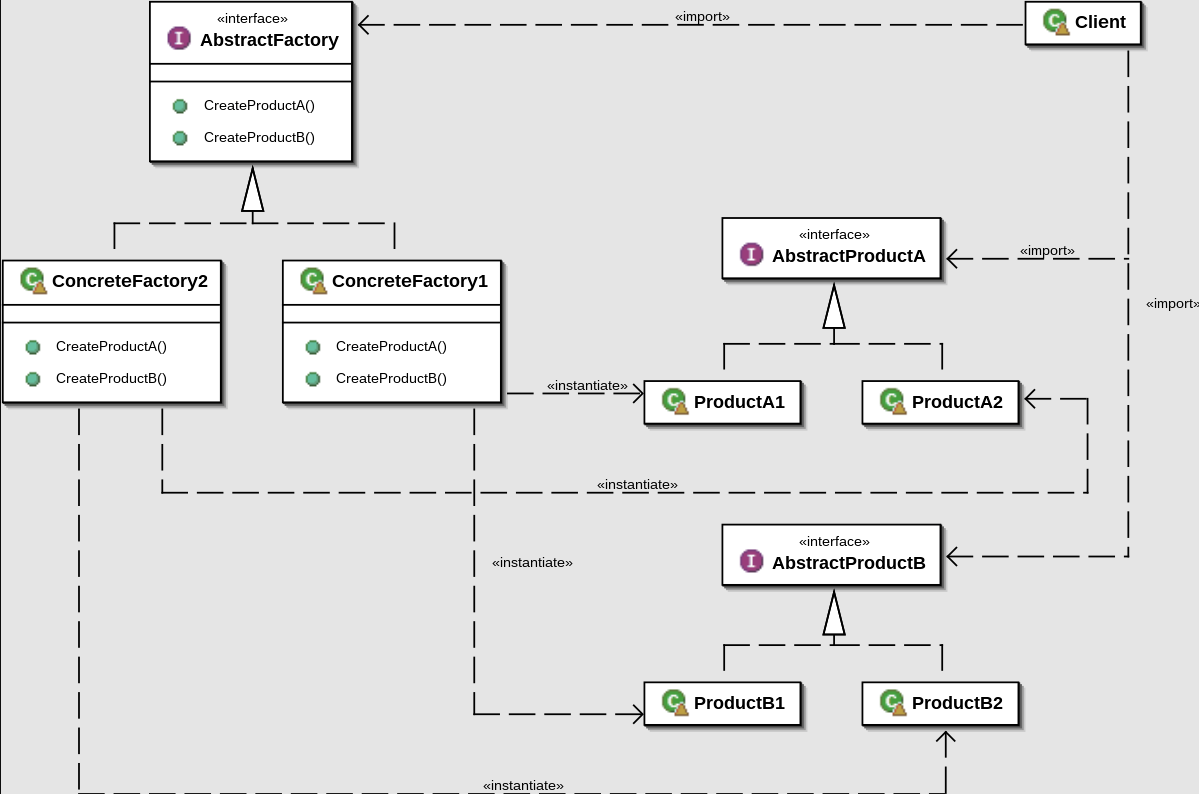 «interface»
I AbstractFactory
CreateProductA()
CreateProductB()
«import»
C Client
C ConcreteFactory2
CreateProductA()
CreateProductB()
C ConcreteFactory1
CreateProductA()
CreateProductB()
«interface»
I AbstractProductA
«import»
«import»
«instantiate»
C ProductA1
C ProductA2
«instantiate»
«interface»
I AbstractProductB
«instantiate»
C ProductB1
C ProductB2
«instantiate»